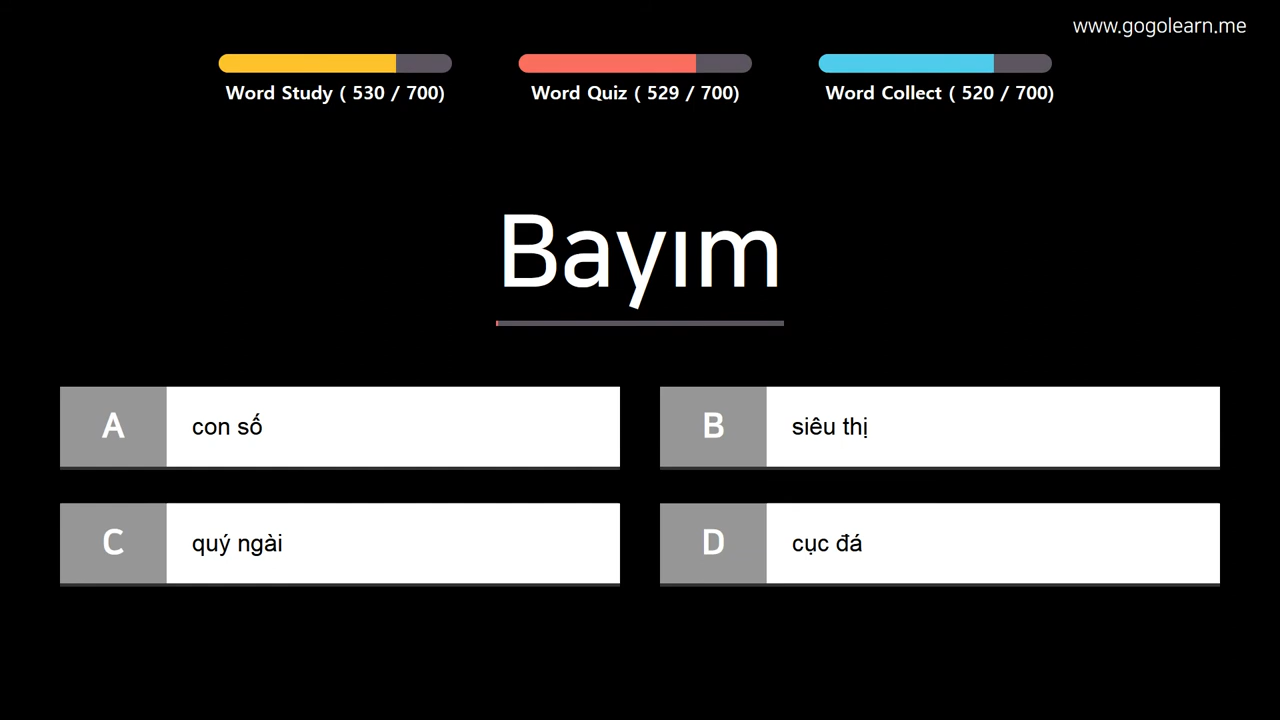 www.gogolearn.me
Word Study ( 530 / 700)
Word Quiz ( 529 / 700)
Word Collect ( 520 / 700)
Bayım
A con số
B siêu thị
C quý ngài
D cục đá